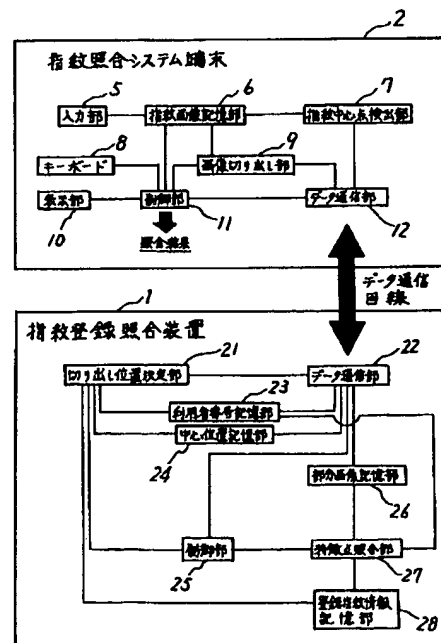 2
指紋照合システム端末
5
6
7
入力部
指紋画像記憶部
指紋中心点検出部
8
9
キーボード
画像切り出し部
表示部
制御部
データ通信部
10
11
12
照合結果
データ通信
回線
1
指紋登録照合装置
21
22
切り出し位置決定部
データ通信部
23
利用者番号記憶部
中心位置記憶部
24
部分画像記憶部
26
制御部
特徴点照合部
25
27
登録指紋情報
記憶部
28